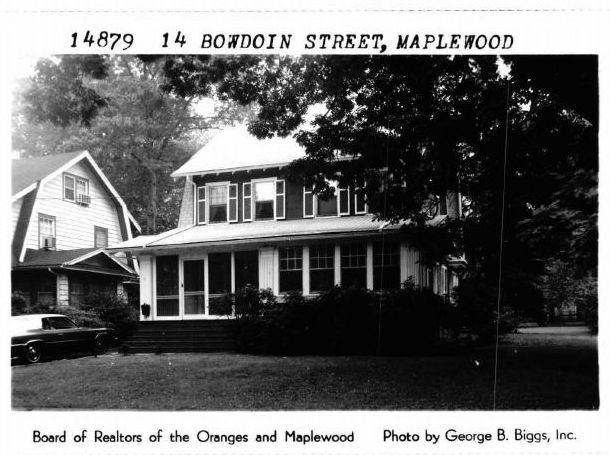 14879 14 BOWDOIN STREET, MAPLEWOOD
Board of Realtors of the Oranges and Maplewood Photo by George B. Biggs, Inc.